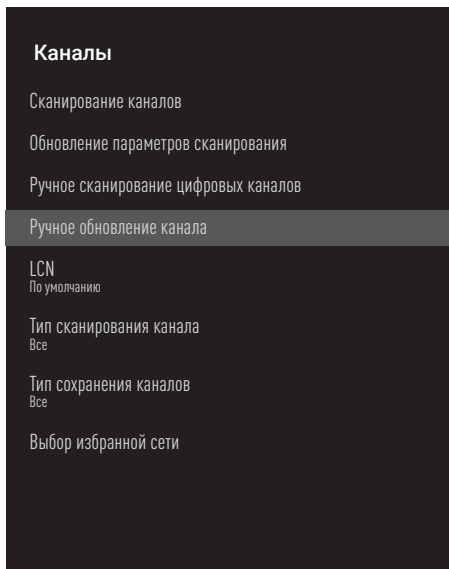 Каналы
Сканирование каналов
Обновление параметров сканирования
Ручное сканирование цифровых каналов
Ручное обновление канала
LCN
По умолчанию
Тип сканирования канала
Все
Тип сохранения каналов
Все
Выбор избранной сети